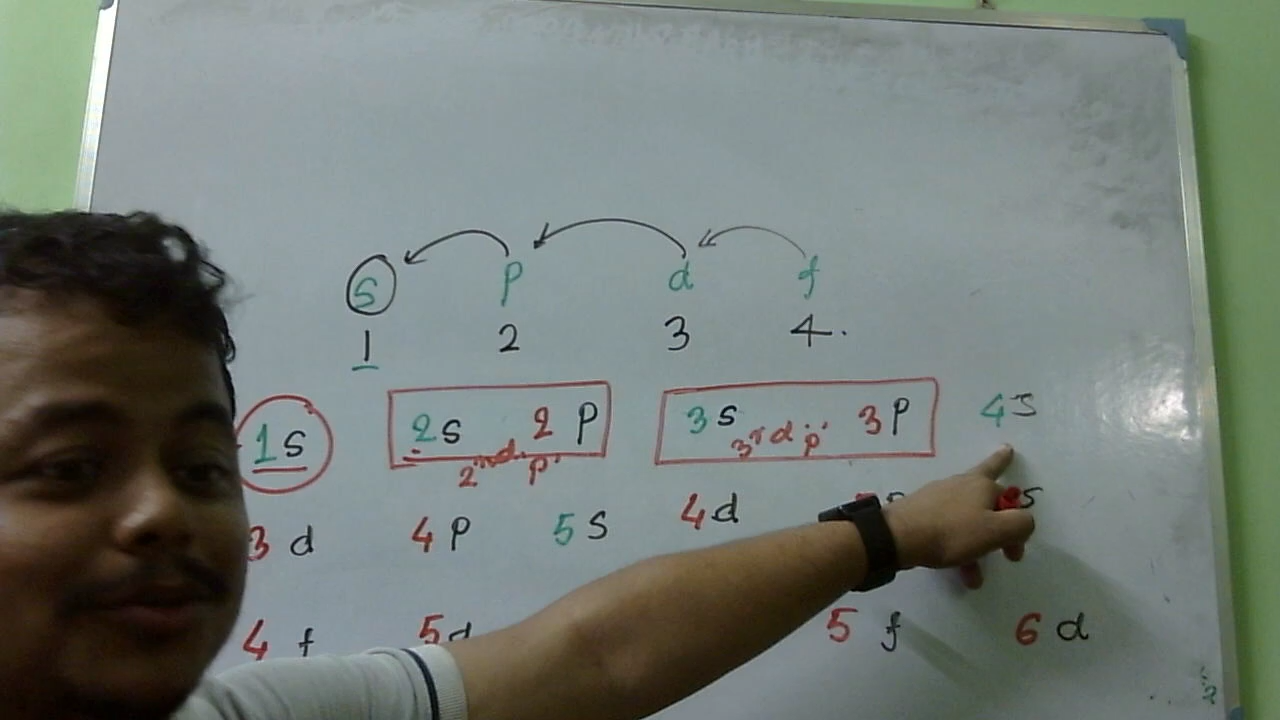 s p d f
1 2 3 4.
1s 2s 2p 3s 3p 4s
2nd p. 3rd p.
3d 4p 5s 4d s
4f 5d 5f 6d